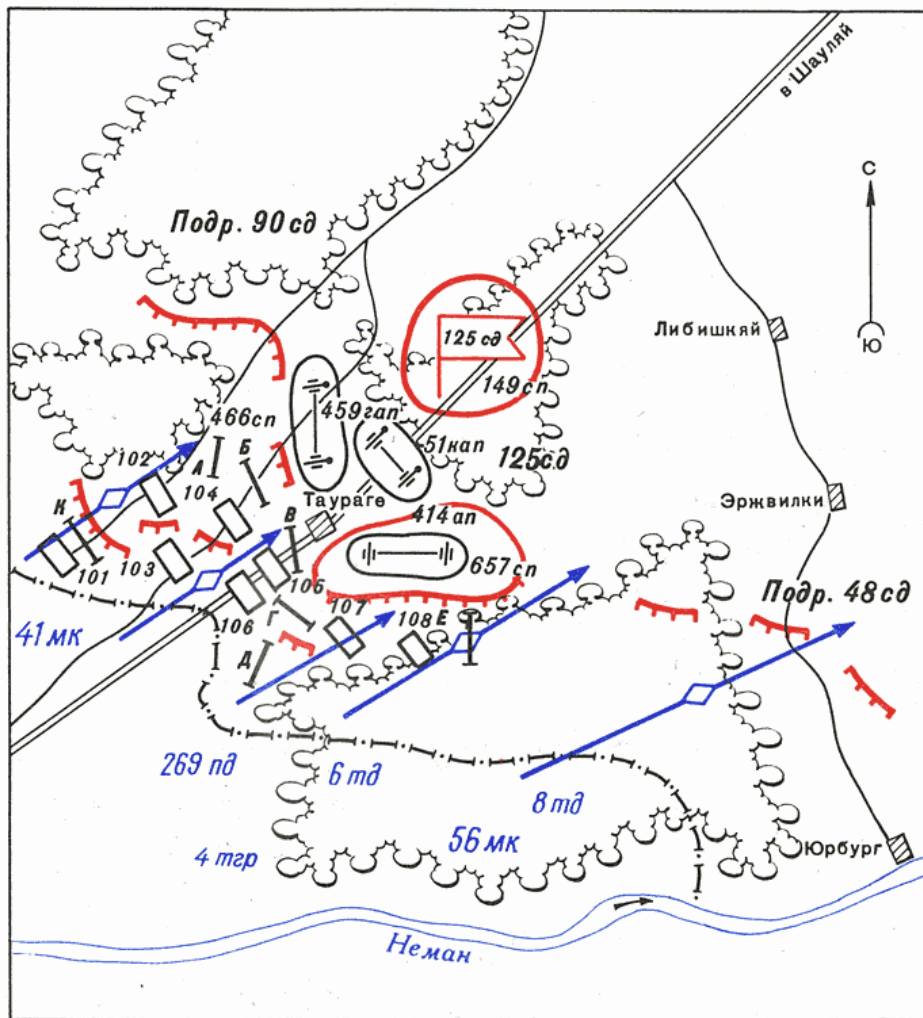 в Шауляй
С
Ю
Подр. 90 сд
Либишкяй
125 сд
149 сп
466 сп
459 гап
51 кап
125 сд
102
А
Б
104
К
Таураге
Эржвилки
В
414 ап
101
103
657 сп
105
Подр. 48 сд
106
107
Г
108
Е
41 мк
Д
269 пд
6 тд
8 тд
4 тгр
56 мк
Юрбург
Неман